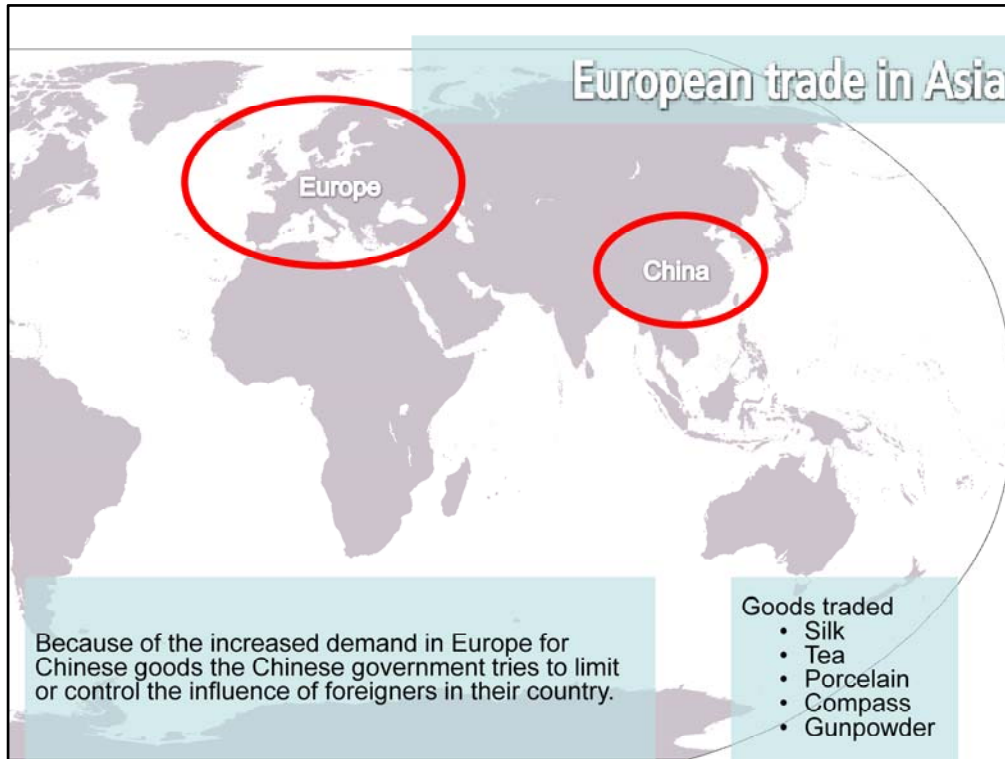 European trade in Asia
Europe
China
Because of the increased demand in Europe for
Chinese goods the Chinese government tries to limit
or control the influence of foreigners in their country.
Goods traded
• Silk
• Tea
• Porcelain
• Compass
• Gunpowder